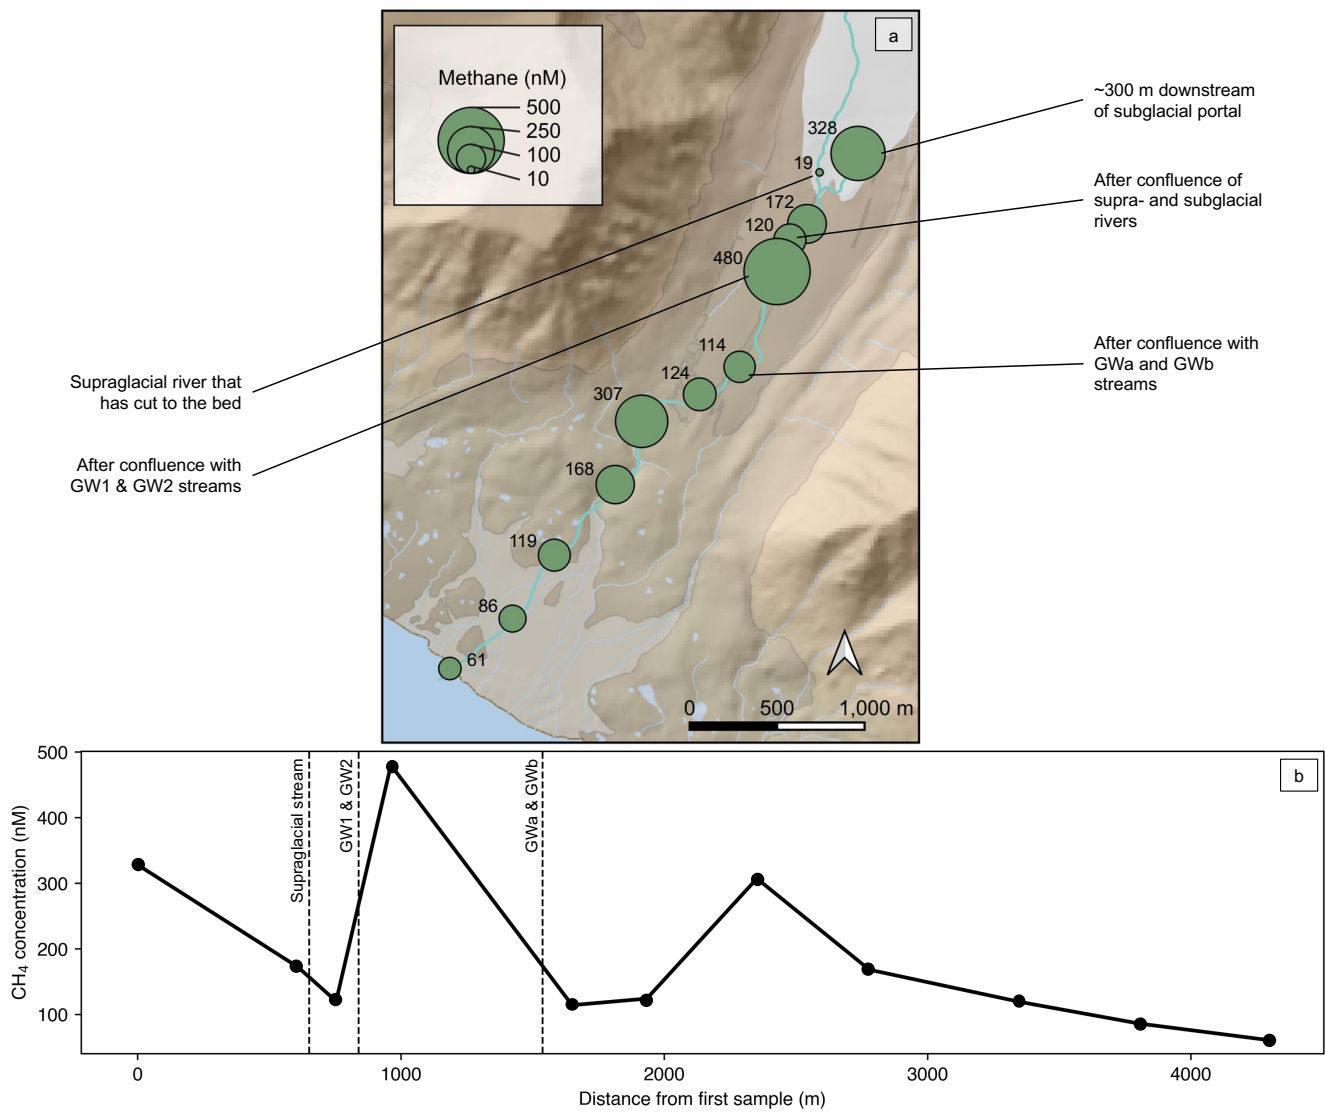 a
Methane (nM)
500
250
100
10
~300 m downstream
of subglacial portal
328
19
After confluence of
supra- and subglacial
rivers
172
120
480
114
After confluence with
GWa and GWb
streams
124
Supraglacial river that
has cut to the bed
307
After confluence with
GW1 & GW2 streams
168
119
86
61
0 500 1,000 m
b
500
400
300
200
100
CH₄ concentration (nM)
Supraglacial stream
GW1 & GW2
GWa & GWb
0 1000 2000 3000 4000
Distance from first sample (m)